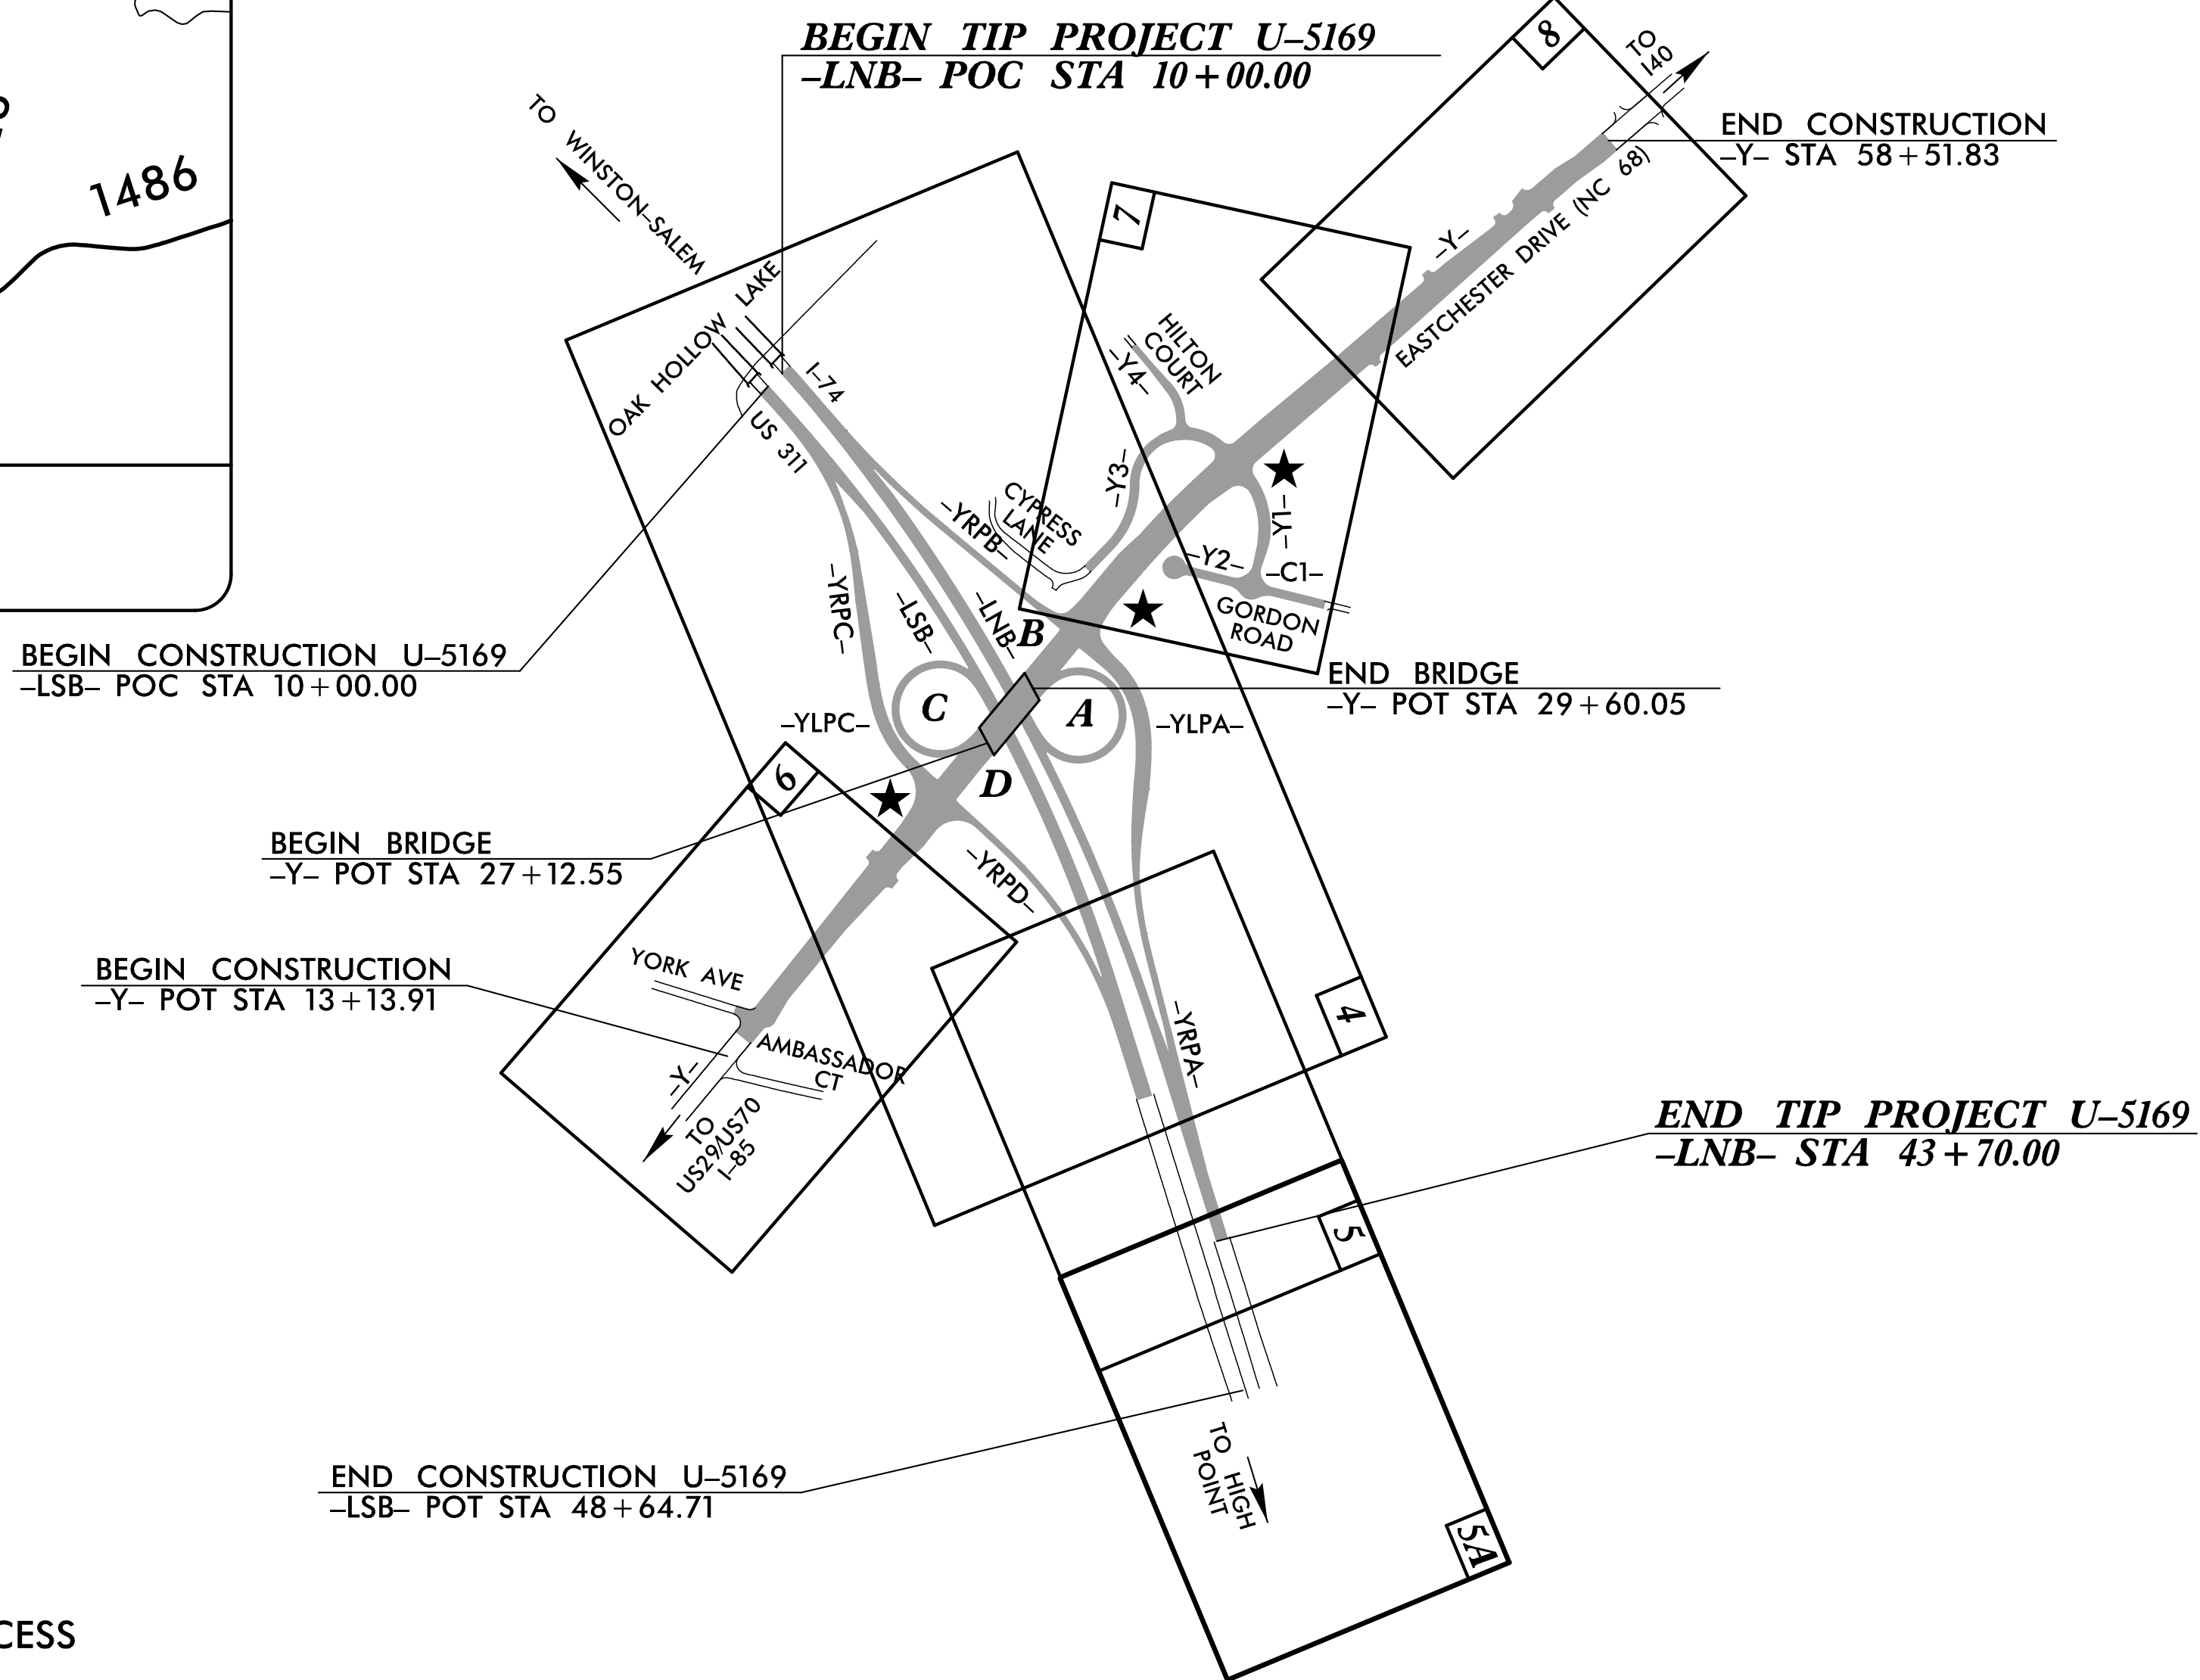 1486
BEGIN TIP PROJECT U–5169
–LNB– POC STA 10+00.00
8
TO
I40
END CONSTRUCTION
–Y– STA 58+51.83
TO WINSTON–SALEM
7
–Y–
EASTCHESTER DRIVE (NC 68)
OAK HOLLOW LAKE
I–74
US 311
HILTON
COURT
–Y4–
–Y3–
CYPRESS
LANE
–YRPB–
–Y1–
–Y2–
–C1–
GORDON
ROAD
–YRPC–
–LSB–
–LNB–
B
BEGIN CONSTRUCTION U–5169
–LSB– POC STA 10+00.00
END BRIDGE
–Y– POT STA 29+60.05
C
A
–YLPC–
–YLPA–
6
D
BEGIN BRIDGE
–Y– POT STA 27+12.55
–YRPD–
YORK AVE
BEGIN CONSTRUCTION
–Y– POT STA 13+13.91
4
–YRPA–
AMBASSADOR
CT
–Y–
TO
US29/US70
I–85
END TIP PROJECT U–5169
–LNB– STA 43+70.00
5
END CONSTRUCTION U–5169
–LSB– POT STA 48+64.71
TO HIGH
POINT
5A
CESS